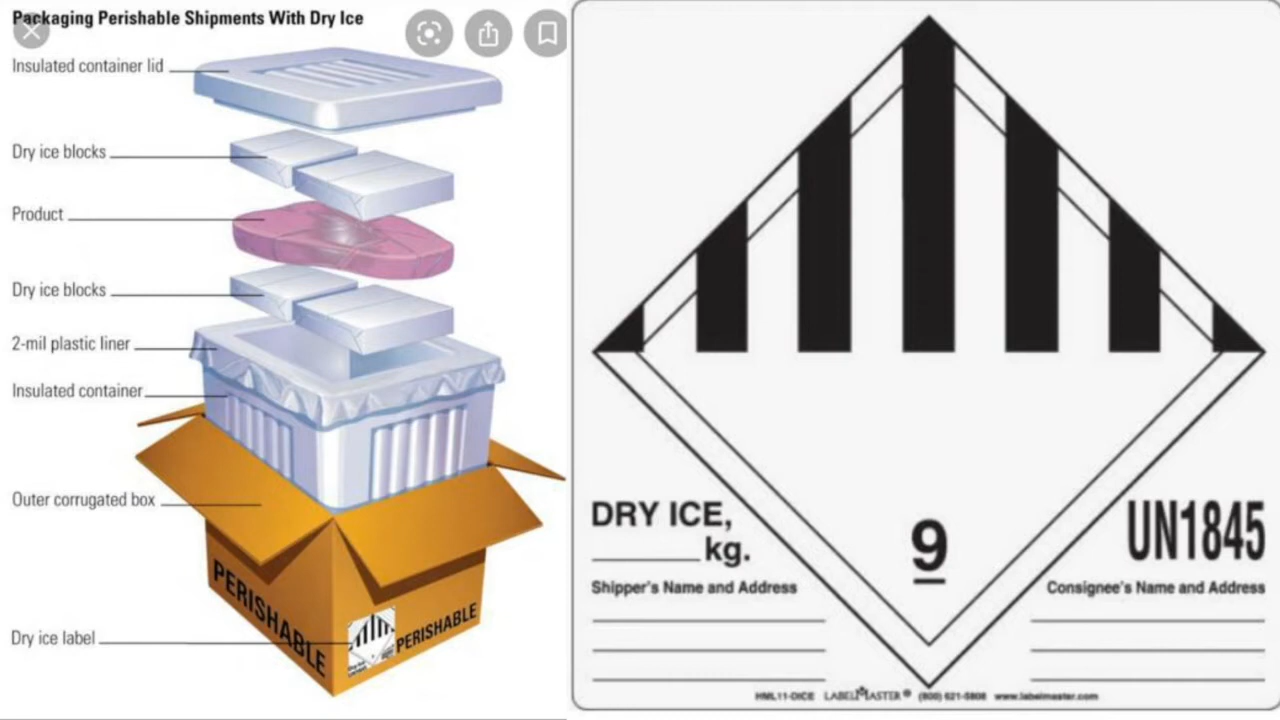 Packaging Perishable Shipments With Dry Ice
Insulated container lid
Dry ice blocks
Product
Dry ice blocks
2-mil plastic liner
Insulated container
Outer corrugated box
Dry ice label
PERISHABLE
PERISHABLE
DRY ICE,
kg.
9
UN1845
Shipper's Name and Address
Consignee's Name and Address
HML11-DICE LABELMASTER ® (800) 621-5808 www.labelmaster.com